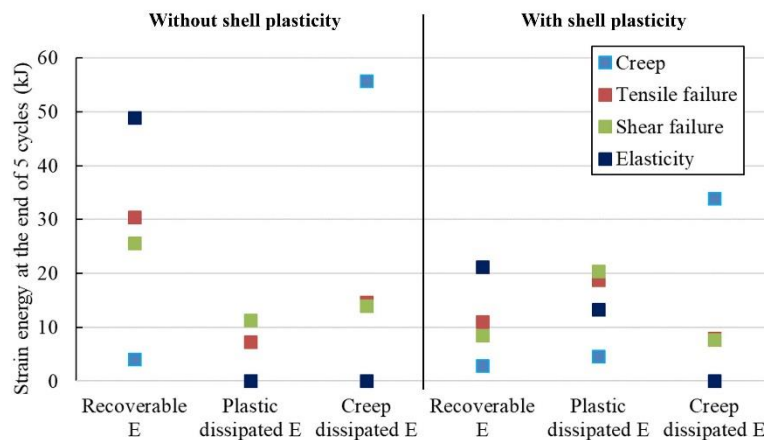 Without shell plasticity
With shell plasticity
Strain energy at the end of 5 cycles (kJ)
60
50
40
30
20
10
0
Creep
Tensile failure
Shear failure
Elasticity
Recoverable
E
Plastic
dissipated E
Creep
dissipated E
Recoverable
E
Plastic
dissipated E
Creep
dissipated E